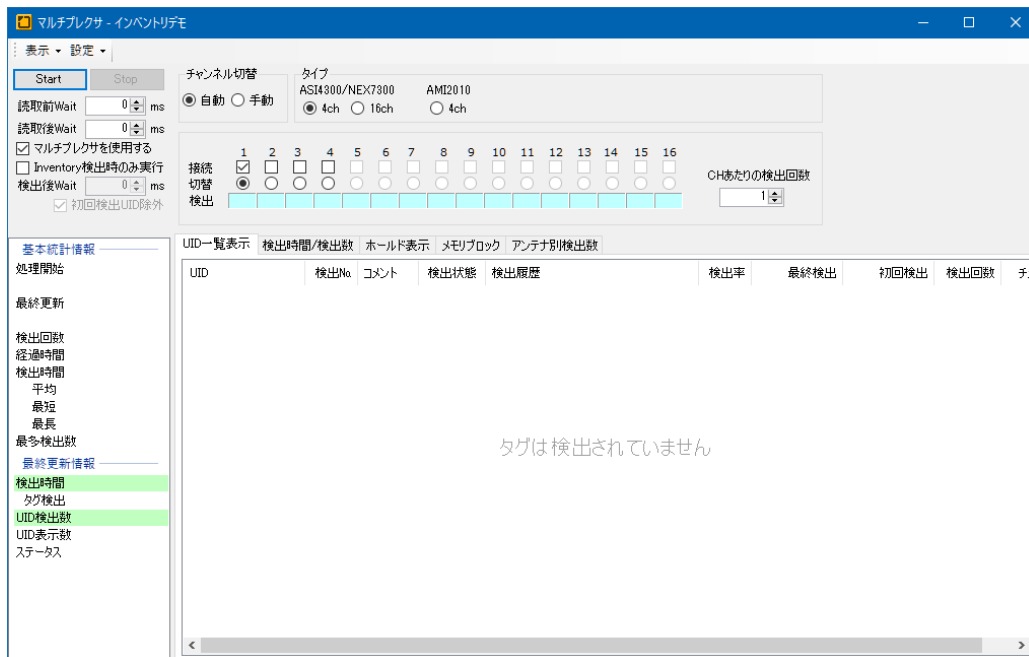 マルチプレクサ - インベントリデモ
表示 設定
Start Stop
読取前Wait 0 ms
読取後Wait 0 ms
マルチプレクサを使用する
Inventory検出時のみ実行
検出後Wait 0 ms
初回検出UID除外
チャンネル切替
自動 手動
タイプ
ASI4300/NEX7300 AMI2010
4ch 16ch 4ch
1 2 3 4 5 6 7 8 9 10 11 12 13 14 15 16
接続
切替
検出
CHあたりの検出回数
1
基本統計情報
処理開始
最終更新
検出回数
経過時間
検出時間
平均
最短
最長
最多検出数
最終更新情報
検出時間
タグ検出
UID検出数
UID表示数
ステータス
UID一覧表示 検出時間/検出数 ホールド表示 メモリブロック アンテナ別検出数
UID 検出No. コメント 検出状態 検出履歴 検出率 最終検出 初回検出 検出回数
タグは検出されていません